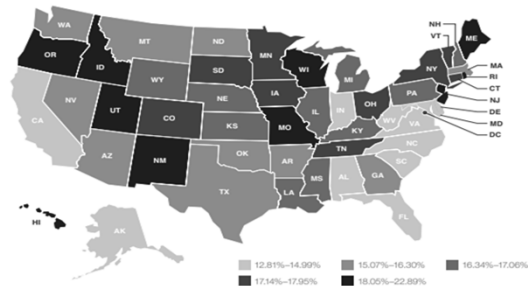 NH
WA
VT
ME
MT
ND
MN
OR
ID
SD
WI
NY
MA
WY
MI
RI
IA
PA
CT
NE
NJ
NV
OH
UT
IL
IN
DE
CA
CO
WV
MD
KS
MO
KY
VA
DC
NC
TN
AZ
NM
OK
AR
SC
MS
AL
GA
TX
LA
HI
AK
FL
12.81%–14.99%
15.07%–16.30%
16.34%–17.06%
17.14%–17.95%
18.05%–22.89%